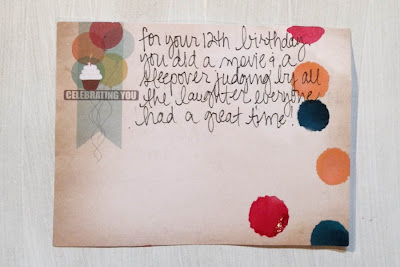 for your 12th birthday,
you did a movie & a
sleepover judging by all
the laughter everyone
had a great time!
CELEBRATING YOU